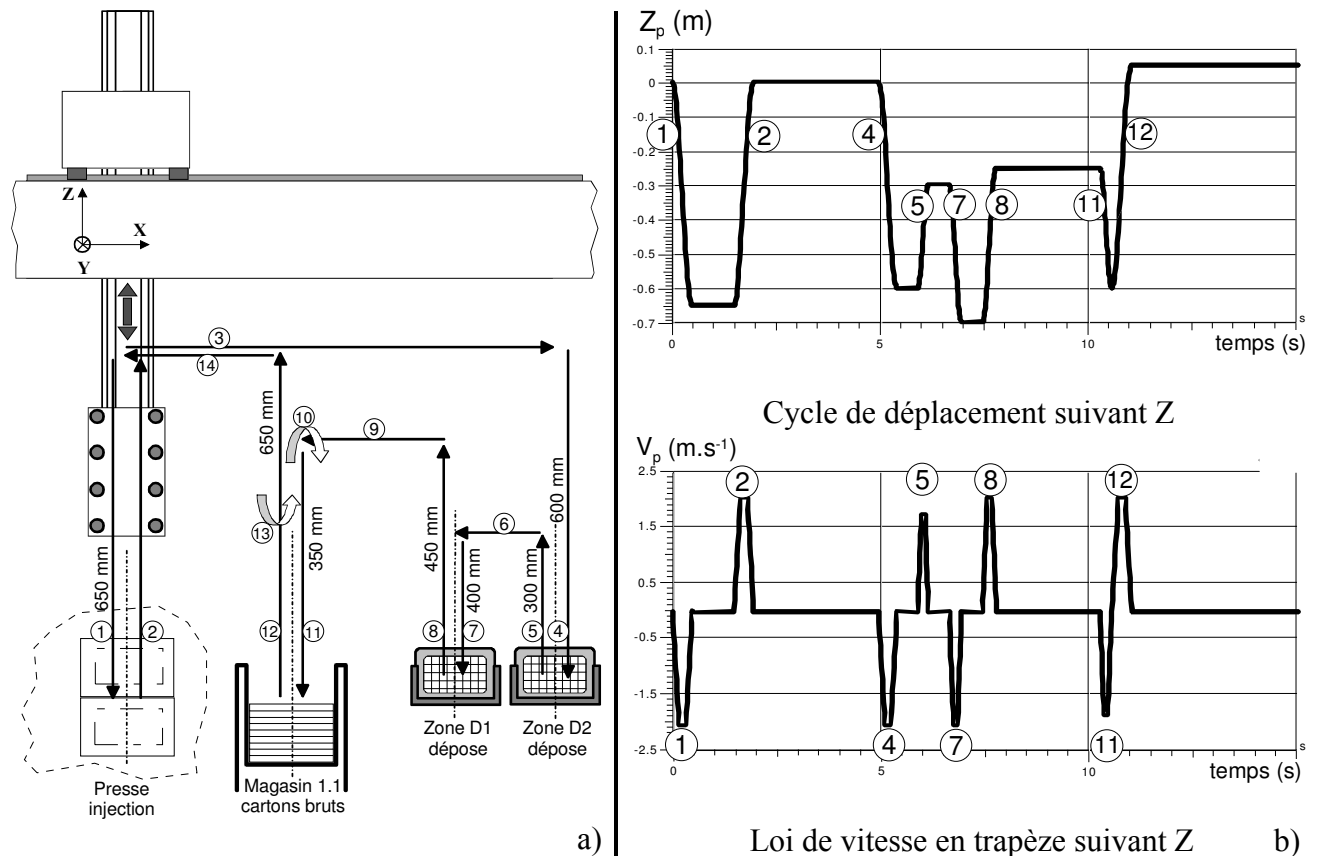 Z
X
Y
3
14
10
9
650 mm
600 mm
6
13
350 mm
450 mm
400 mm
300 mm
650 mm
1
2
12
11
8
7
5
4
Zone D1
dépose
Zone D2
dépose
Presse
injection
Magasin 1.1
cartons bruts
a)
Zp (m)
0.1
0
-0.1
-0.2
-0.3
-0.4
-0.5
-0.6
-0.7
1
2
4
12
5
7
8
11
0
5
10
s
temps (s)
Cycle de déplacement suivant Z
Vp (m.s-1)
2.5
1.5
0.5
-0.5
-1.5
-2.5
2
5
8
12
1
4
7
11
0
5
10
s
temps (s)
Loi de vitesse en trapèze suivant Z
b)